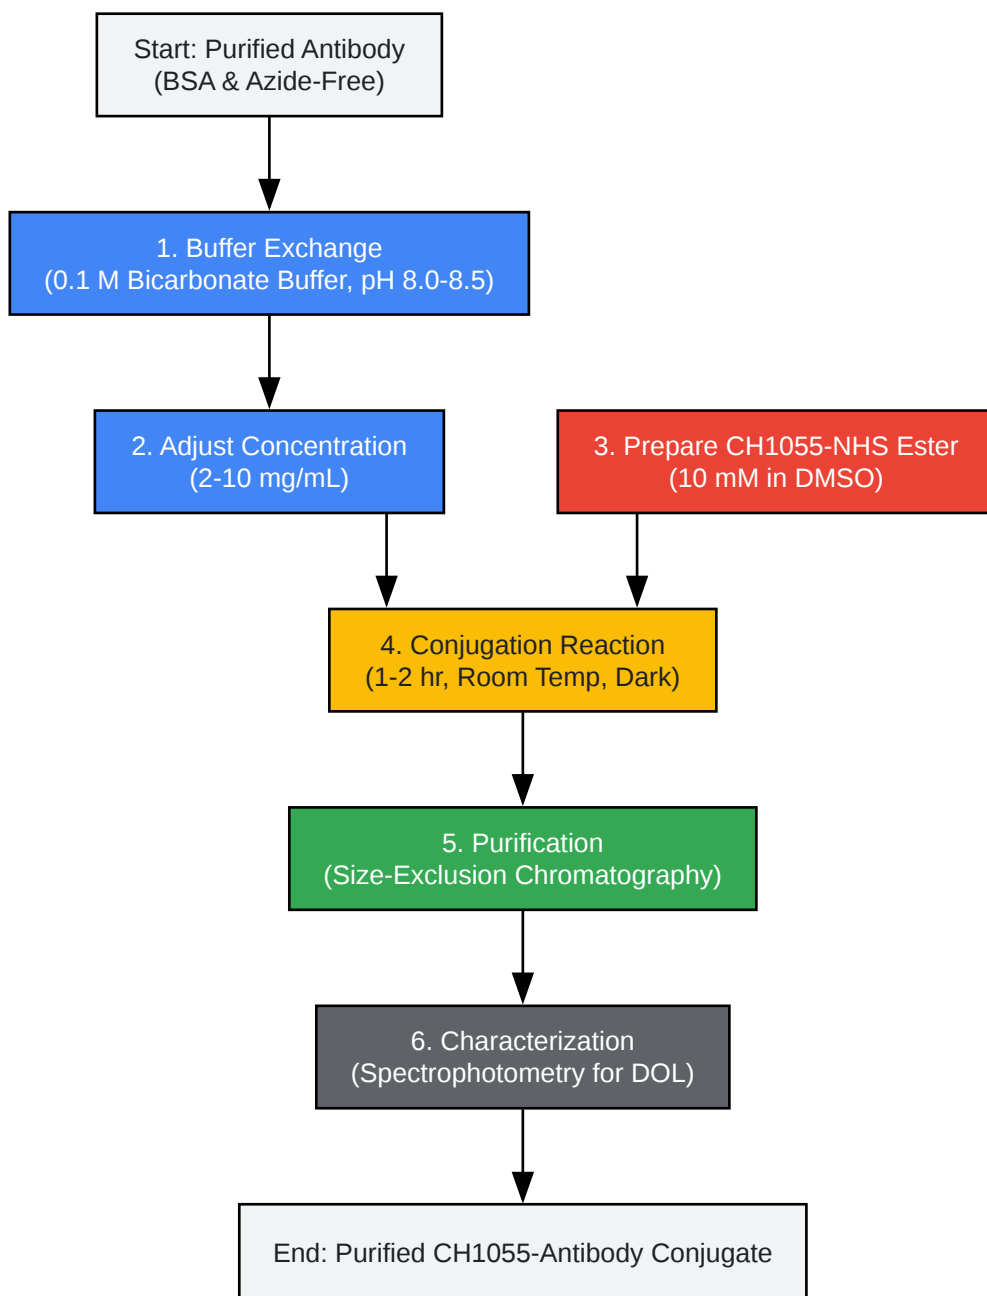 Start: Purified Antibody
(BSA & Azide-Free)
1. Buffer Exchange
(0.1 M Bicarbonate Buffer, pH 8.0-8.5)
2. Adjust Concentration
(2-10 mg/mL)
3. Prepare CH1055-NHS Ester
(10 mM in DMSO)
4. Conjugation Reaction
(1-2 hr, Room Temp, Dark)
5. Purification
(Size-Exclusion Chromatography)
6. Characterization
(Spectrophotometry for DOL)
End: Purified CH1055-Antibody Conjugate